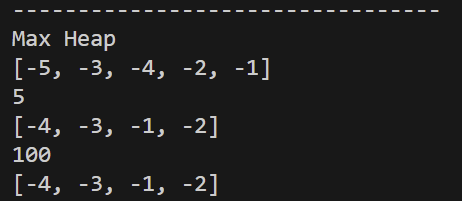 ----------------------------------
Max Heap
[-5, -3, -4, -2, -1]
5
[-4, -3, -1, -2]
100
[-4, -3, -1, -2]